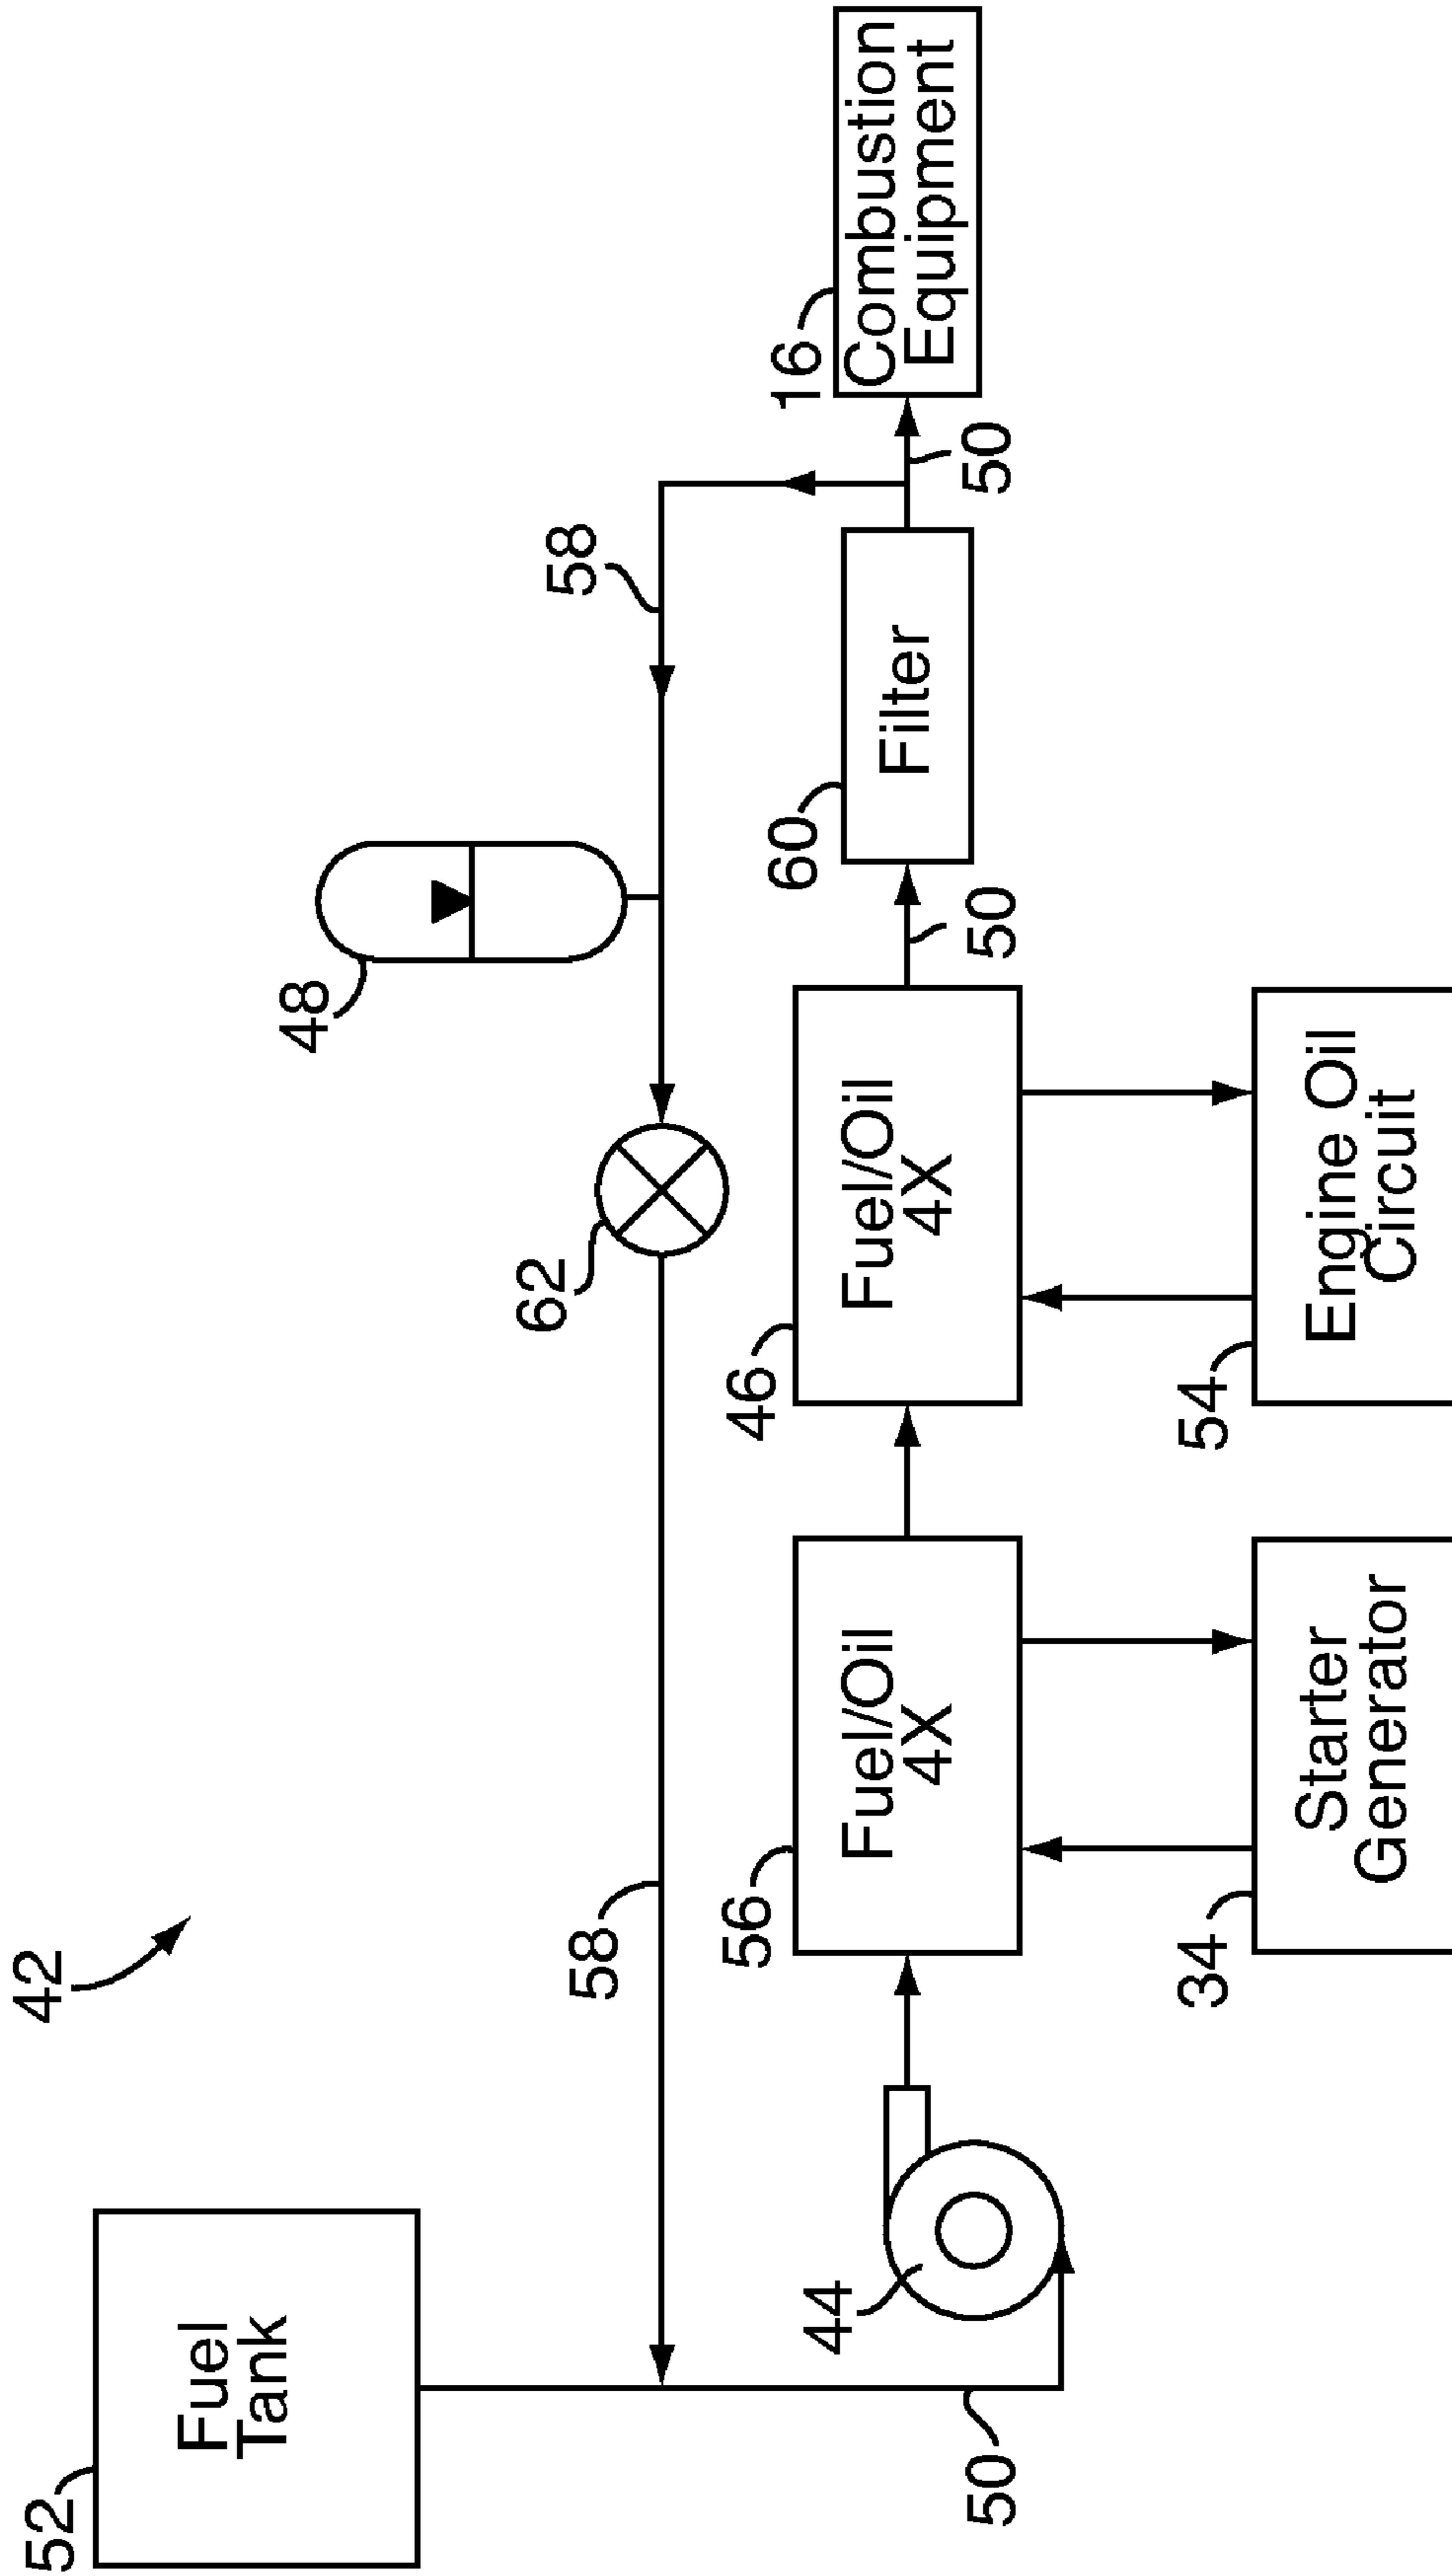 42
52
Fuel
Tank
48
58
58
62
16
Combustion
Equipment
44
56
Fuel/Oil
4X
46
Fuel/Oil
4X
60
Filter
50
50
50
34
Starter
Generator
54
Engine Oil
Circuit